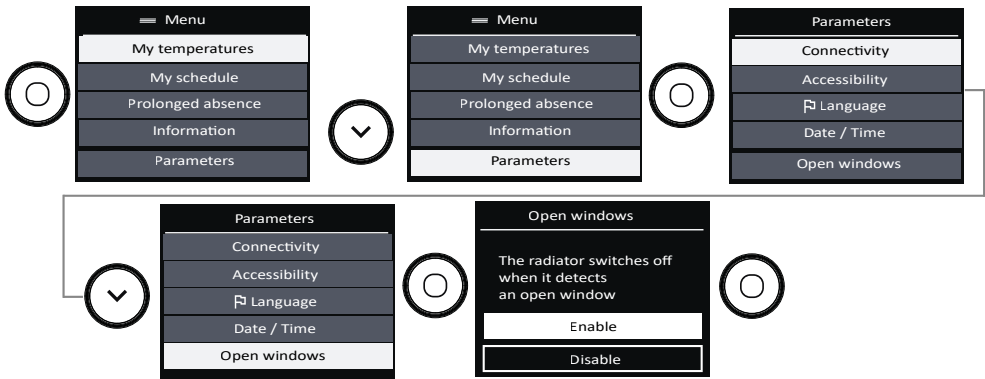 Menu
My temperatures
My schedule
Prolonged absence
Information
Parameters
Menu
My temperatures
My schedule
Prolonged absence
Information
Parameters
Parameters
Connectivity
Accessibility
Language
Date / Time
Open windows
Parameters
Connectivity
Accessibility
Language
Date / Time
Open windows
Open windows
The radiator switches off
when it detects
an open window
Enable
Disable